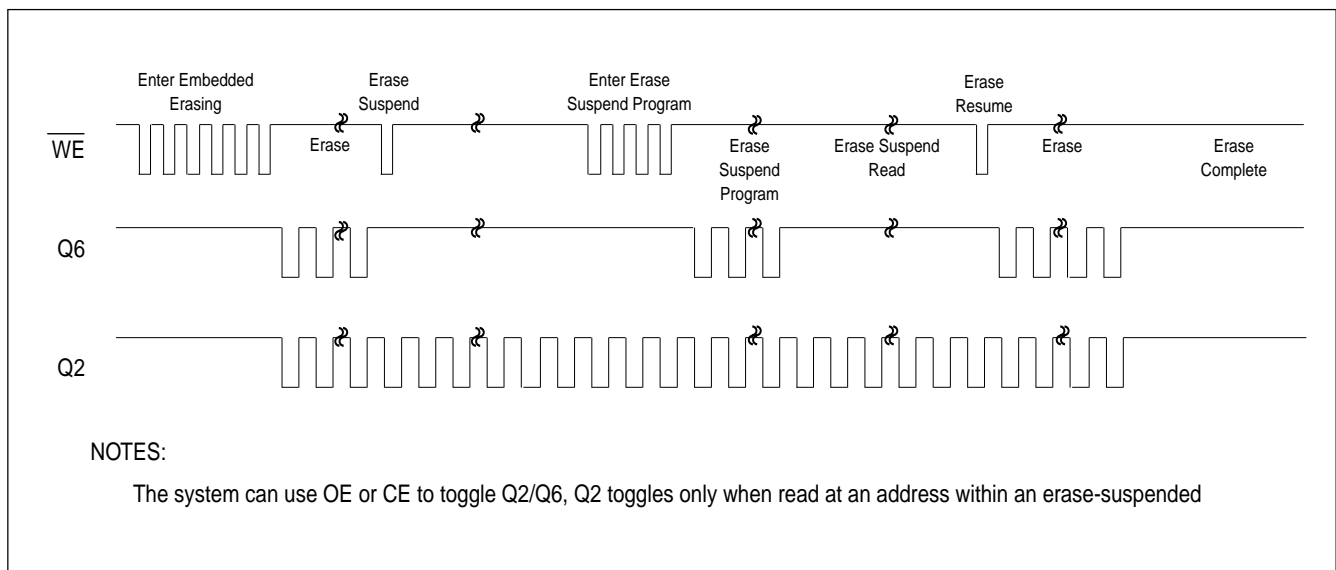 Enter Embedded
Erasing
Erase
Suspend
Enter Erase
Suspend Program
Erase
Resume
WE
Erase
Erase
Suspend
Program
Erase Suspend
Read
Erase
Erase
Complete
Q6
Q2
NOTES:
The system can use OE or CE to toggle Q2/Q6, Q2 toggles only when read at an address within an erase-suspended